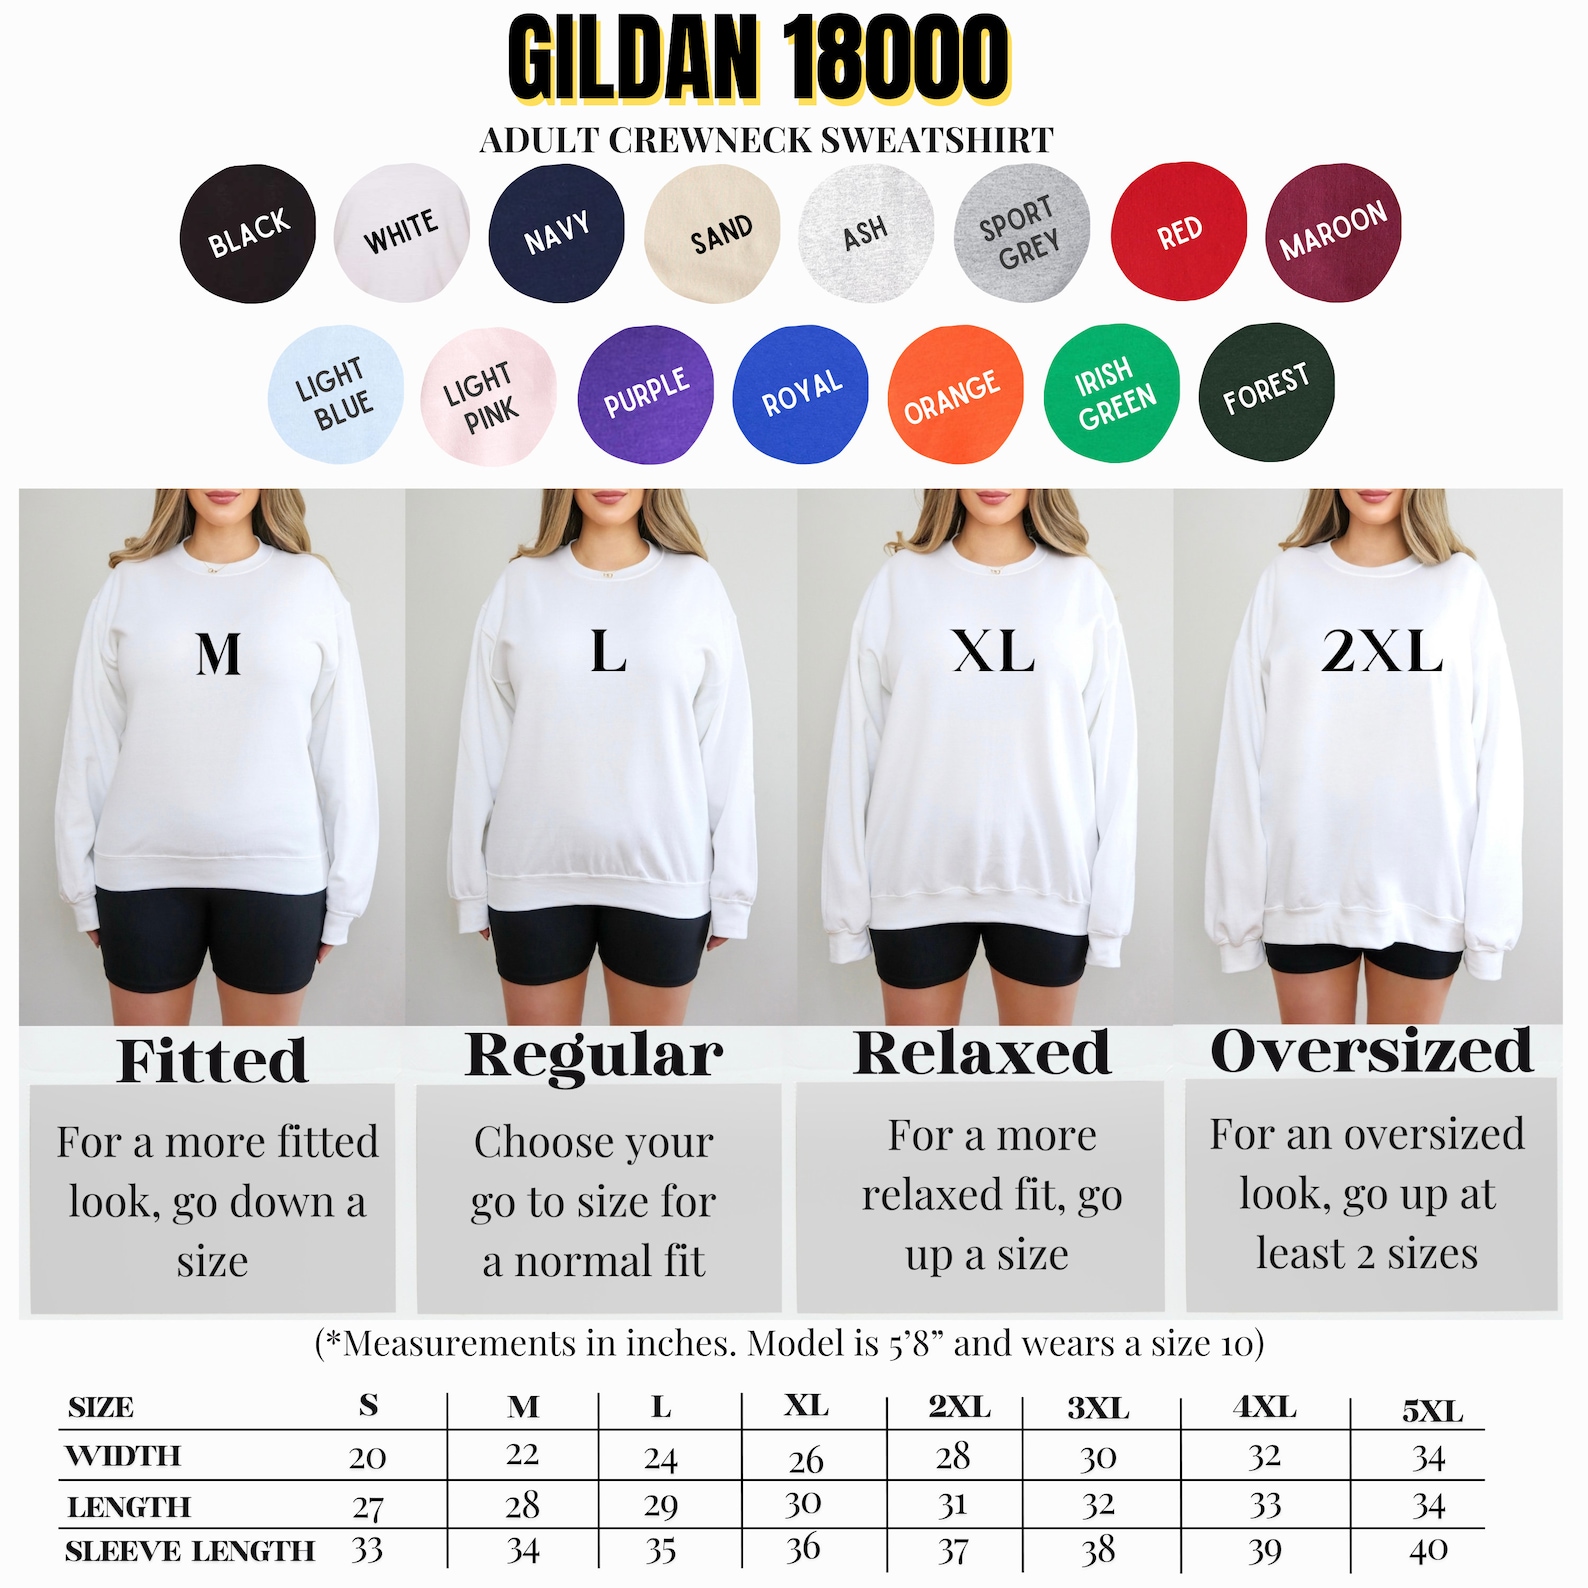 GILDAN 18000
ADULT CREWNECK SWEATSHIRT
BLACK
WHITE
NAVY
SAND
ASH
SPORT
GREY
RED
MAROON
LIGHT
BLUE
LIGHT
PINK
PURPLE
ROYAL
ORANGE
IRISH
GREEN
FOREST
M
L
XL
2XL
Fitted
For a more fitted
look, go down a
size
Regular
Choose your
go to size for
a normal fit
Relaxed
For a more
relaxed fit, go
up a size
Oversized
For an oversized
look, go up at
least 2 sizes
(*Measurements in inches. Model is 5’8” and wears a size 10)
SIZE S M L XL 2XL 3XL 4XL 5XL
WIDTH 20 22 24 26 28 30 32 34
LENGTH 27 28 29 30 31 32 33 34
SLEEVE LENGTH 33 34 35 36 37 38 39 40